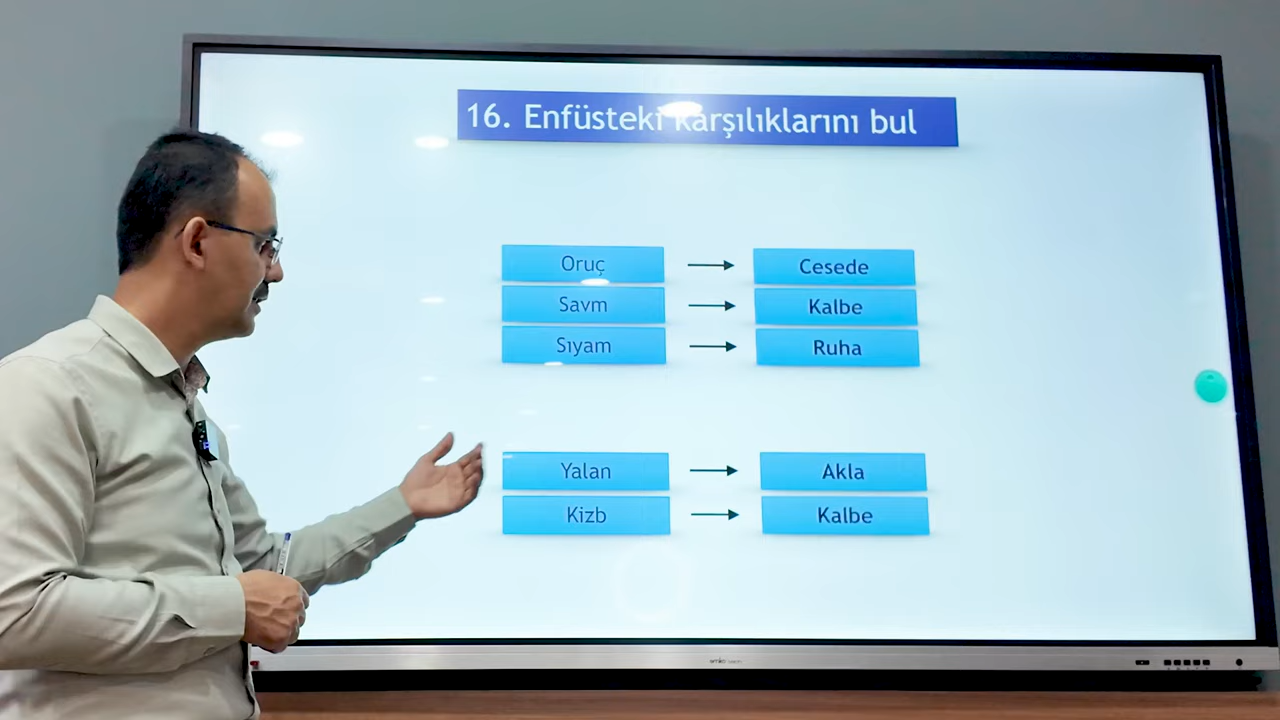 16. Enfüsteki karşılıklarını bul
Oruç → Cesede
Savm → Kalbe
Sıyam → Ruha
Yalan → Akla
Kizb → Kalbe